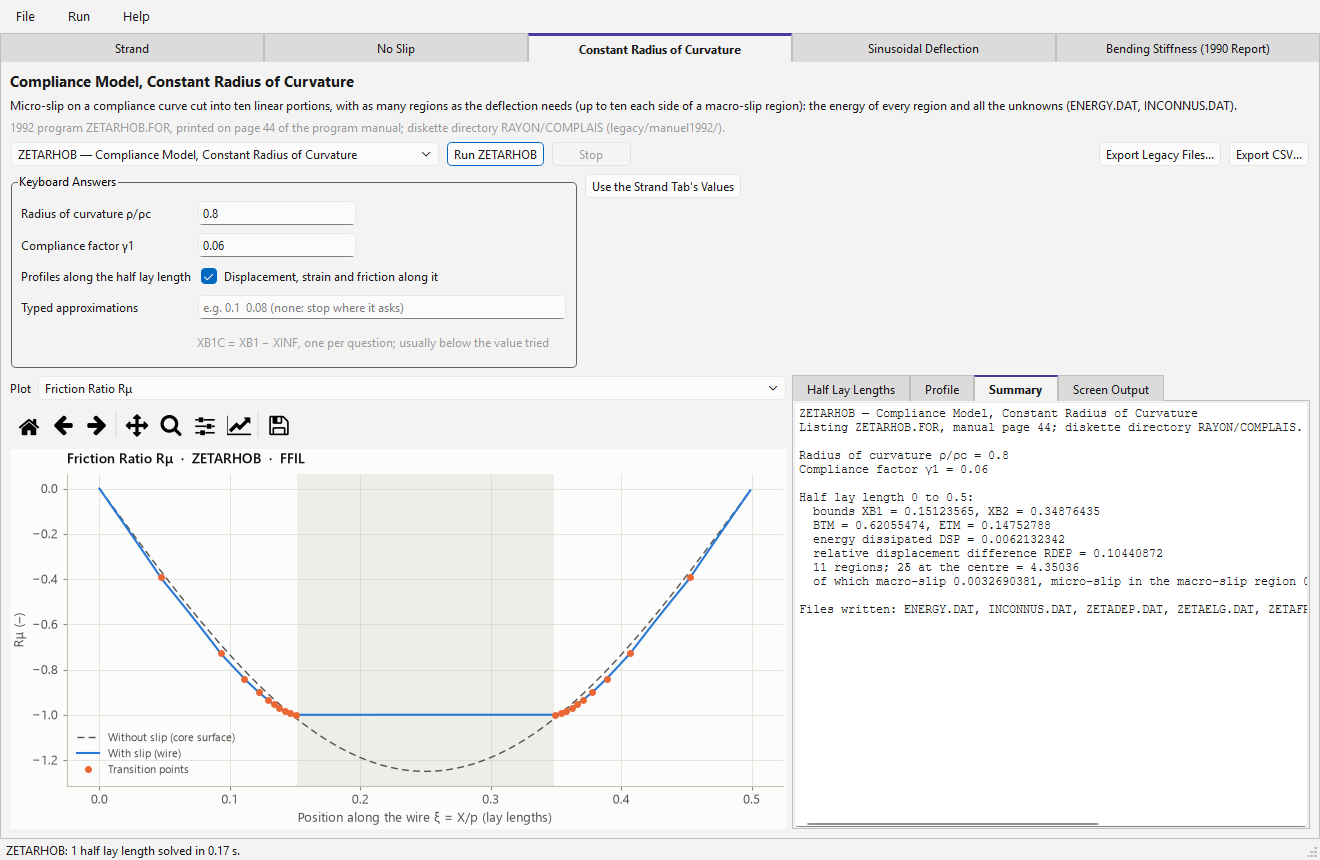 File Run Help
Strand No Slip Constant Radius of Curvature Sinusoidal Deflection Bending Stiffness (1990 Report)
Compliance Model, Constant Radius of Curvature
Micro-slip on a compliance curve cut into ten linear portions, with as many regions as the deflection needs (up to ten each side of a macro-slip region): the energy of every region and all the unknowns (ENERGY.DAT, INCONNUS.DAT).
1992 program ZETARHOB.FOR, printed on page 44 of the program manual; diskette directory RAYON/COMPLAIS (legacy/manuel1992/).
ZETARHOB — Compliance Model, Constant Radius of Curvature Run ZETARHOB Stop Export Legacy Files... Export CSV...
Keyboard Answers
Use the Strand Tab's Values
Radius of curvature ρ/ρc 0.8
Compliance factor γ1 0.06
Profiles along the half lay length Displacement, strain and friction along it
Typed approximations e.g. 0.1 0.08 (none: stop where it asks)
XB1C = XB1 − XINF, one per question; usually below the value tried
Plot Friction Ratio Rμ
Half Lay Lengths Profile Summary Screen Output
Friction Ratio Rμ · ZETARHOB · FFIL
0.0
−0.2
−0.4
−0.6
−0.8
−1.0
−1.2
Rμ (−)
Without slip (core surface)
With slip (wire)
Transition points
0.0 0.1 0.2 0.3 0.4 0.5
Position along the wire ξ = X/p (lay lengths)
ZETARHOB — Compliance Model, Constant Radius of Curvature
Listing ZETARHOB.FOR, manual page 44; diskette directory RAYON/COMPLAIS.
Radius of curvature ρ/ρc = 0.8
Compliance factor γ1 = 0.06
Half lay length 0 to 0.5:
bounds XB1 = 0.15123565, XB2 = 0.34876435
BTM = 0.62055474, ETM = 0.14752788
energy dissipated DSP = 0.0062132342
relative displacement difference RDEP = 0.10440872
11 regions; 2δ at the centre = 4.35036
of which macro-slip 0.0032690381, micro-slip in the macro-slip region
Files written: ENERGY.DAT, INCONNUS.DAT, ZETADEP.DAT, ZETAELG.DAT,
ZETARHOB: 1 half lay length solved in 0.17 s.